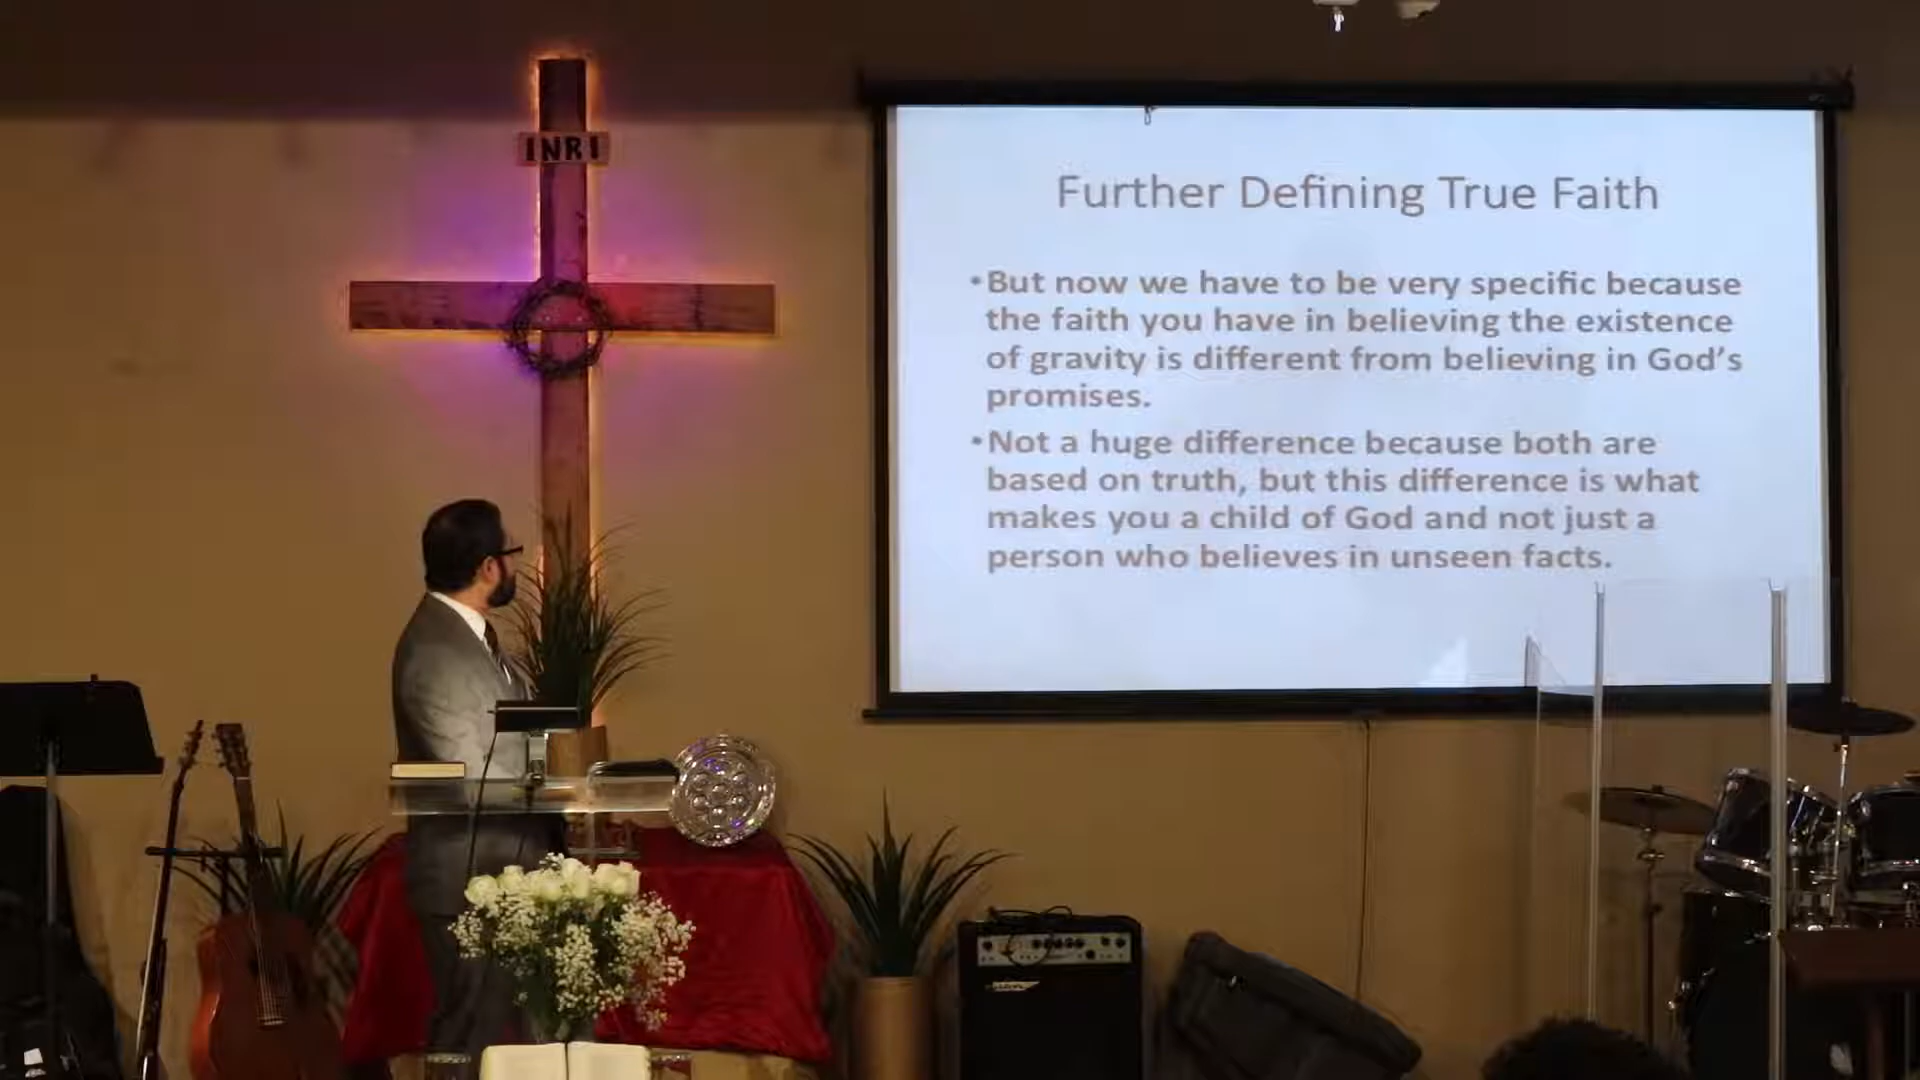 INRI
Further Defining True Faith
•But now we have to be very specific because
the faith you have in believing the existence
of gravity is different from believing in God's
promises.
•Not a huge difference because both are
based on truth, but this difference is what
makes you a child of God and not just a
person who believes in unseen facts.